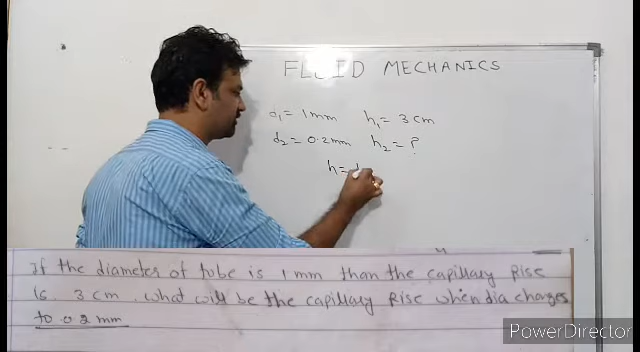 FLUID MECHANICS
d₁ = 1mm h₁ = 3 cm
d₂ = 0.2mm h₂ = ?
h =
If the diameter of tube is 1 mm than the capillary Rise
is 3 cm. what will be the capillary Rise when dia changes
to 0.2 mm
PowerDirector